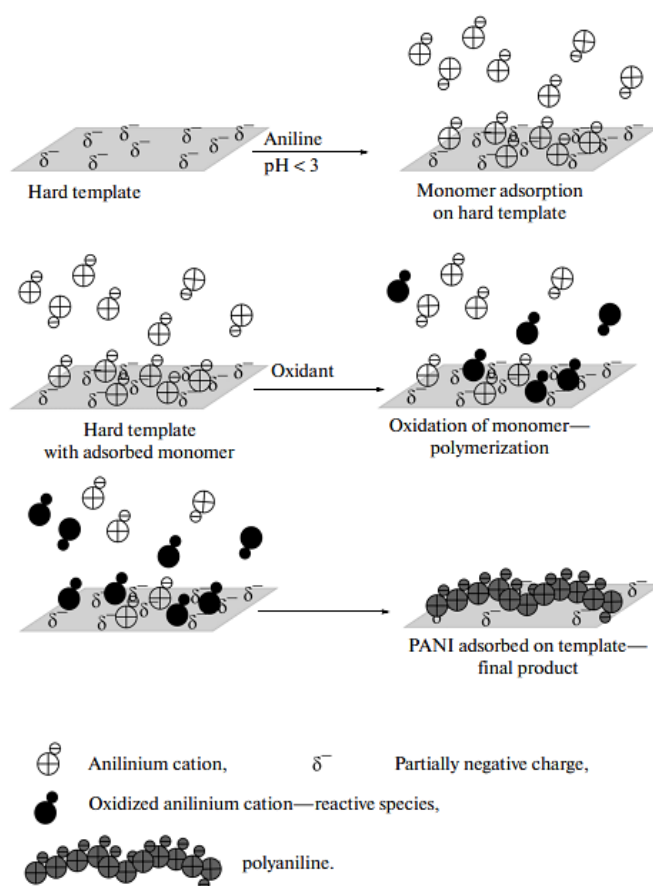 δ− δ− δ− δ− δ− δ− δ− δ− δ−
Aniline
pH < 3
Hard template
δ− δ− δ− δ− δ− δ− δ−
Monomer adsorption
on hard template
δ− δ− δ− δ− δ− δ− δ−
Oxidant
Hard template
with adsorbed monomer
δ− δ− δ− δ− δ− δ−
Oxidation of monomer—
polymerization
δ− δ− δ− δ− δ− δ−
δ− δ− δ−
PANI adsorbed on template—
final product
Anilinium cation, δ− Partially negative charge,
Oxidized anilinium cation—reactive species,
polyaniline.